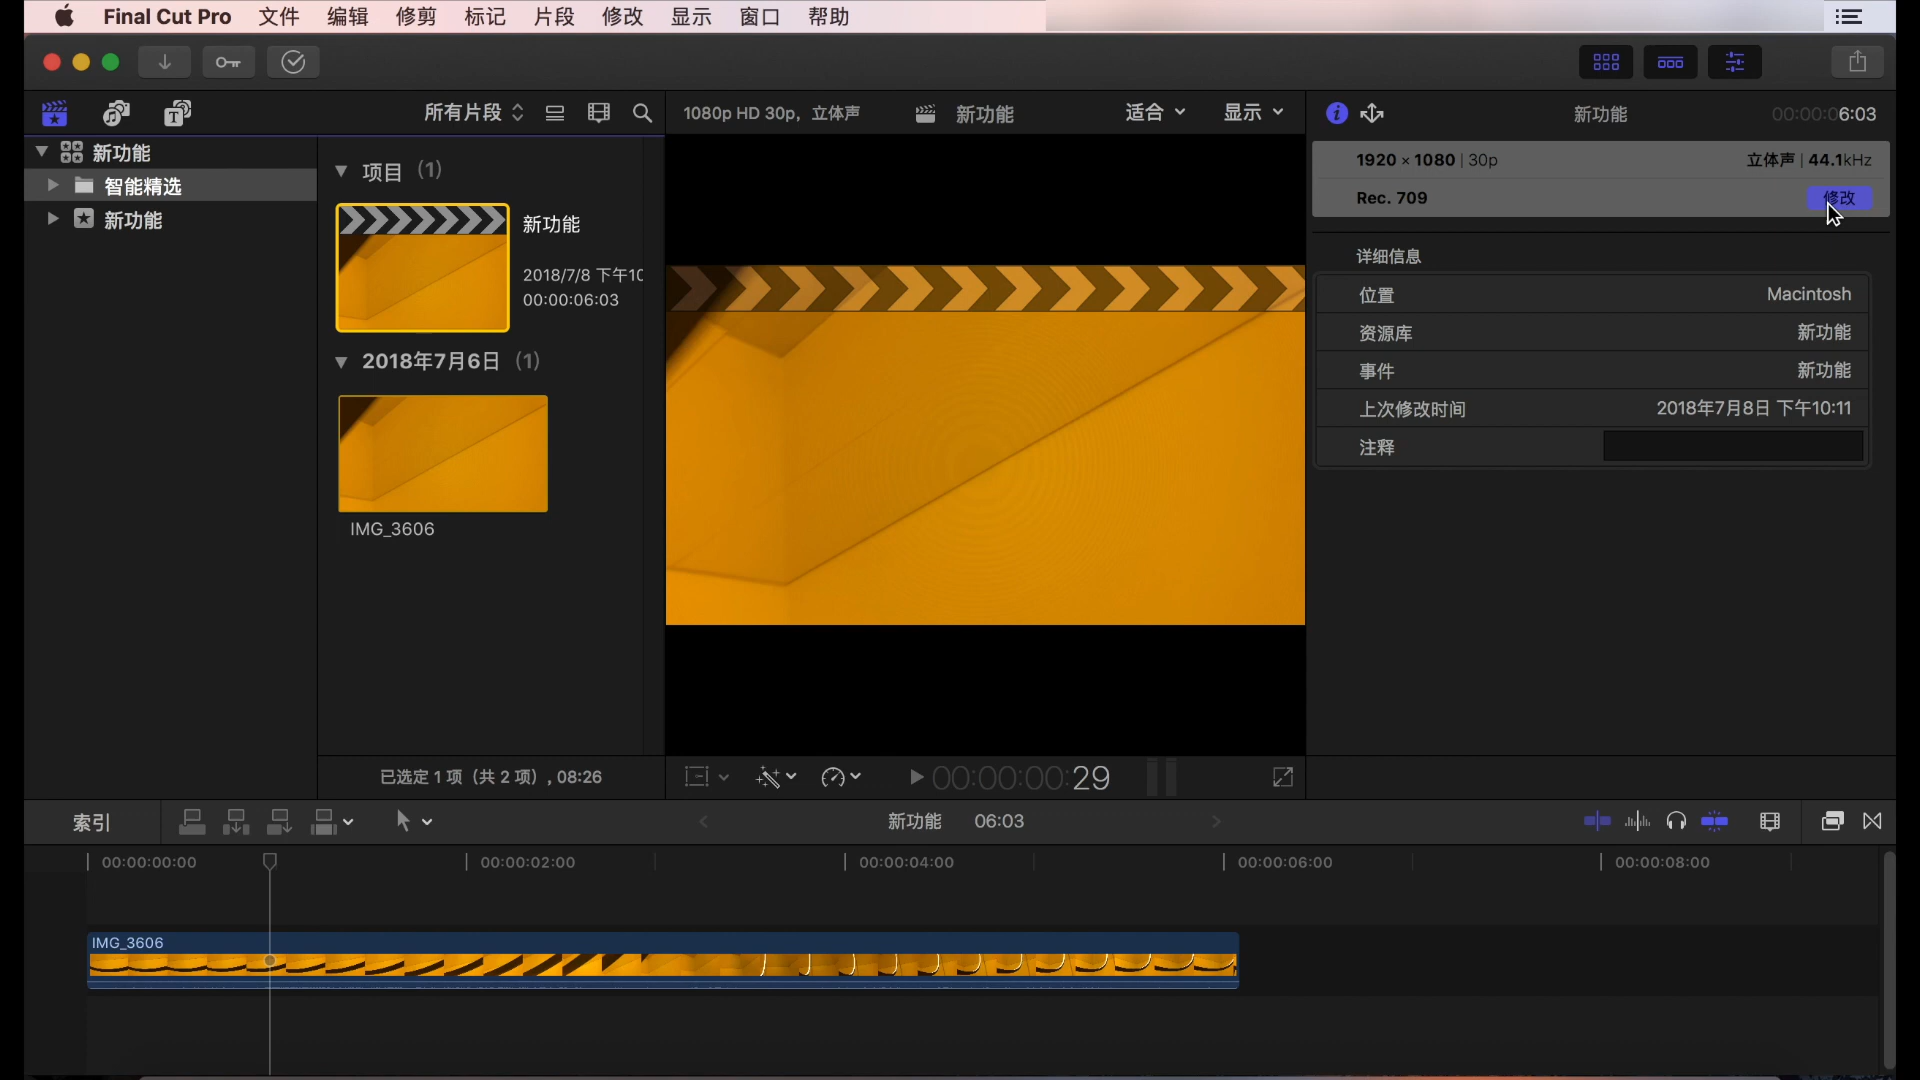 Final Cut Pro 文件 编辑 修剪 标记 片段 修改 显示 窗口 帮助
所有片段
1080p HD 30p，立体声
新功能
适合
显示
新功能
00:00:06:03
新功能
智能精选
新功能
项目 (1)
新功能
2018/7/8 下午10
00:00:06:03
2018年7月6日 (1)
IMG_3606
已选定 1 项（共 2 项）, 08:26
00:00:00:29
1920 × 1080 | 30p
立体声 | 44.1kHz
Rec. 709
修改
详细信息
位置 Macintosh
资源库 新功能
事件 新功能
上次修改时间 2018年7月8日 下午10:11
注释
索引
新功能 06:03
00:00:00:00 00:00:02:00 00:00:04:00 00:00:06:00 00:00:08:00
IMG_3606